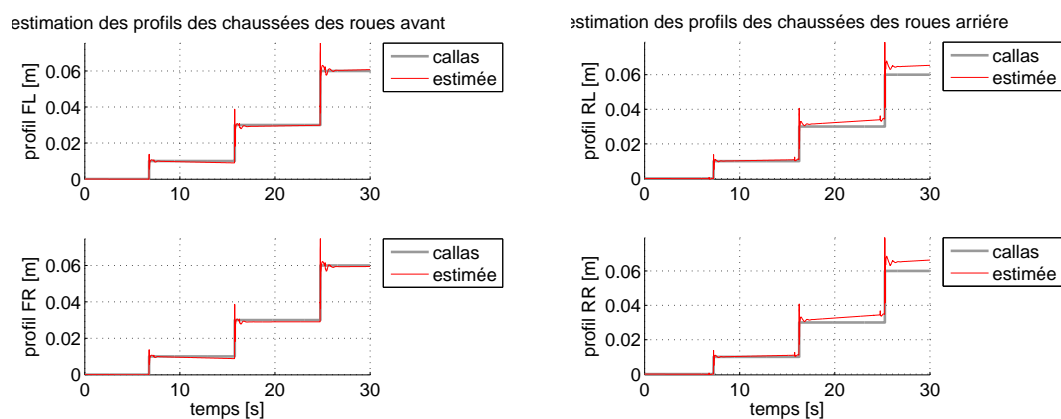 estimation des profils des chaussées des roues avant
profil FL [m]
0.06
0.04
0.02
0
0 10 20 30
callas
estimée
profil FR [m]
0.06
0.04
0.02
0
0 10 20 30
temps [s]
callas
estimée
estimation des profils des chaussées des roues arriére
profil RL [m]
0.06
0.04
0.02
0
0 10 20 30
callas
estimée
profil RR [m]
0.06
0.04
0.02
0
0 10 20 30
temps [s]
callas
estimée